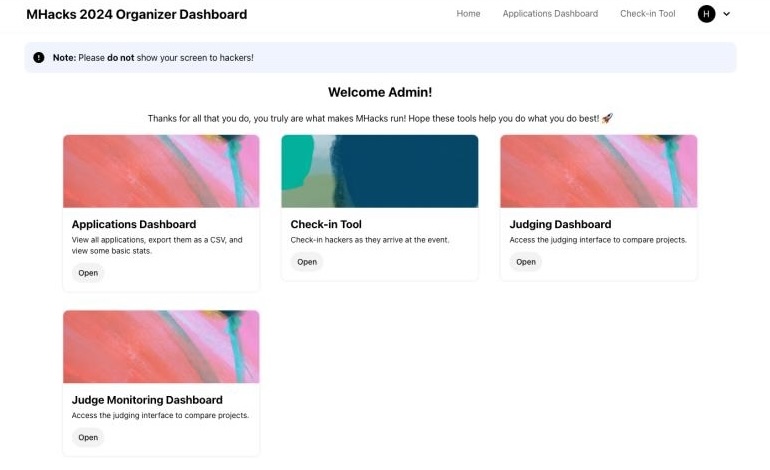 MHacks 2024 Organizer Dashboard
Home Applications Dashboard Check-in Tool H
Note: Please do not show your screen to hackers!
Welcome Admin!
Thanks for all that you do, you truly are what makes MHacks run! Hope these tools help you do what you do best! 🚀
Applications Dashboard
View all applications, export them as a CSV, and
view some basic stats.
Open
Check-in Tool
Check-in hackers as they arrive at the event.
Open
Judging Dashboard
Access the judging interface to compare projects.
Open
Judge Monitoring Dashboard
Access the judging interface to compare projects.
Open